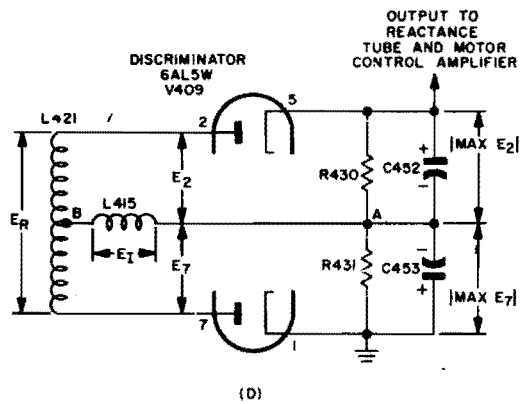 OUTPUT TO
REACTANCE
TUBE AND MOTOR
CONTROL AMPLIFIER
DISCRIMINATOR
6AL5W
V409
L421
2
5
E2
|MAX E2|
R430
C452
+
−
L415
B
A
ER
EI
E7
R431
C453
−
+
|MAX E7|
7
1
(D)